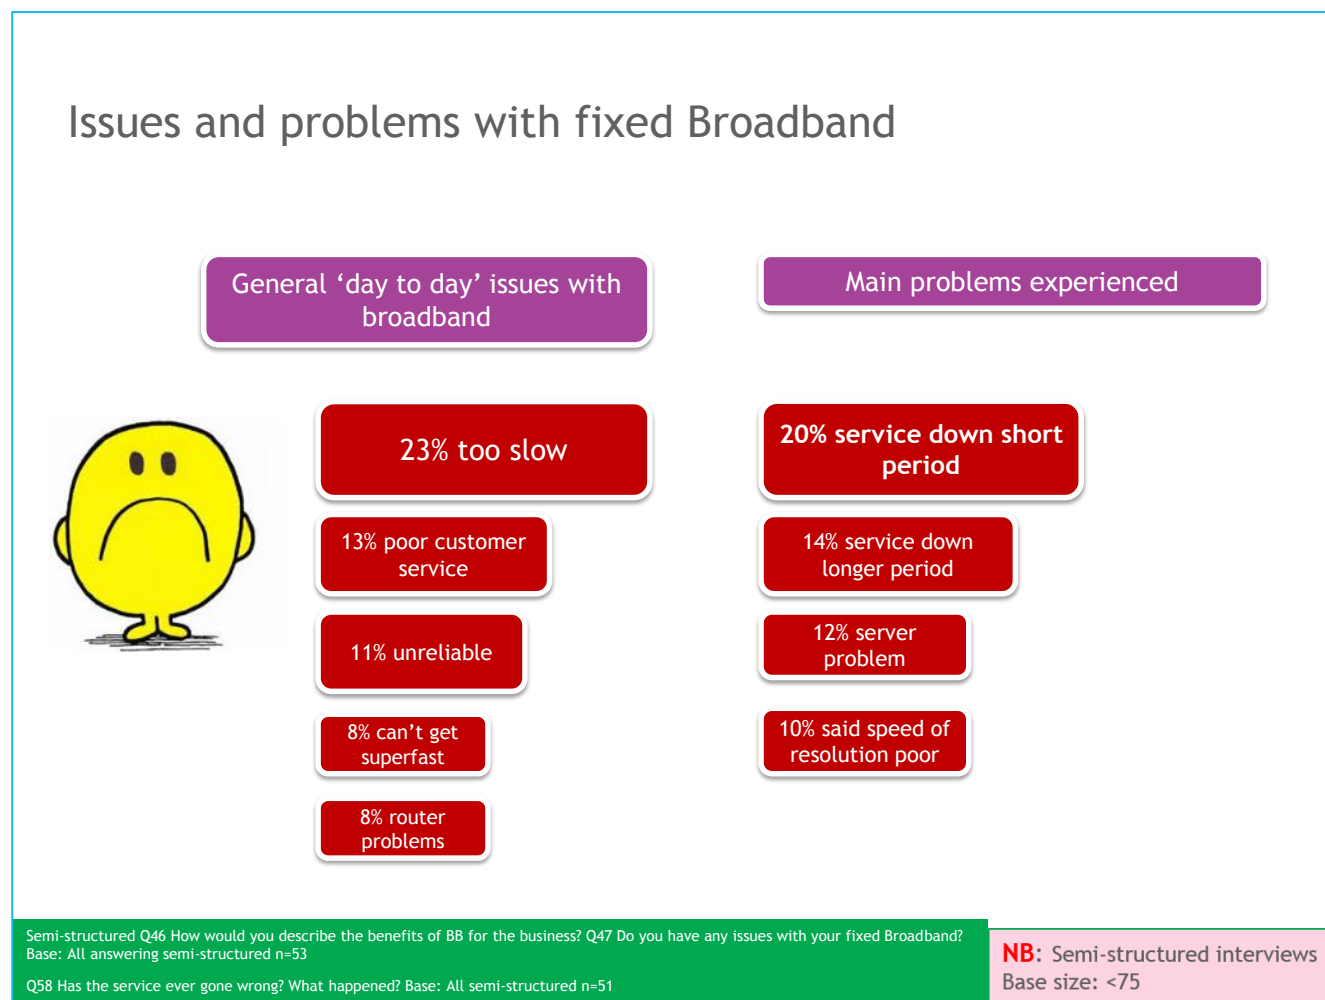 Issues and problems with fixed Broadband
General ‘day to day’ issues with
broadband
Main problems experienced
23% too slow
13% poor customer
service
11% unreliable
8% can’t get
superfast
8% router
problems
20% service down short
period
14% service down
longer period
12% server
problem
10% said speed of
resolution poor
Semi-structured Q46 How would you describe the benefits of BB for the business? Q47 Do you have any issues with your fixed Broadband?
Base: All answering semi-structured n=53
Q58 Has the service ever gone wrong? What happened? Base: All semi-structured n=51
NB: Semi-structured interviews
Base size: <75